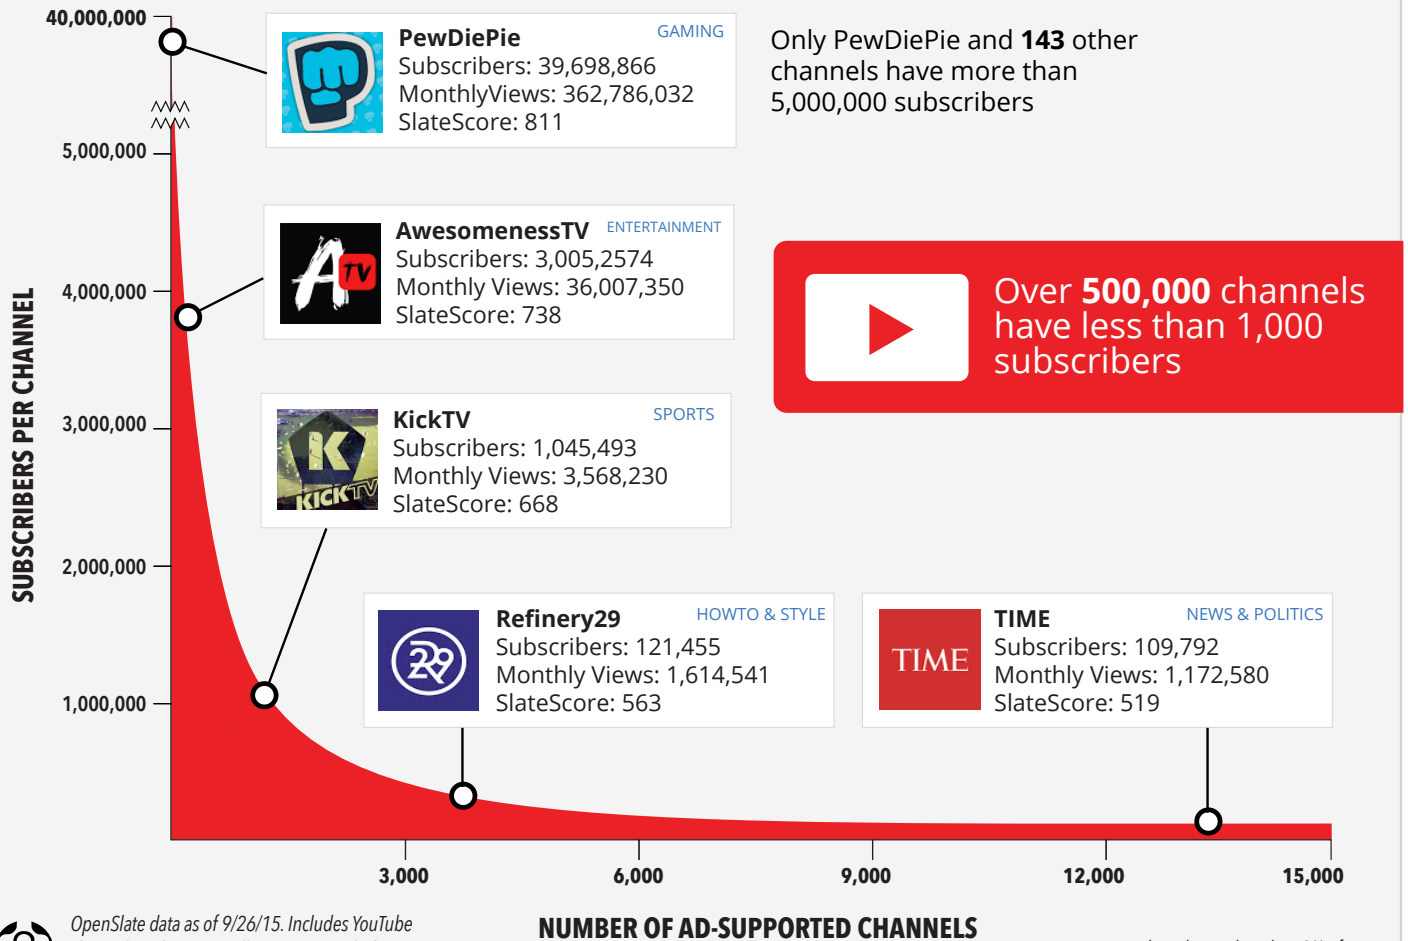 40,000,000
PewDiePie
GAMING
Subscribers: 39,698,866
MonthlyViews: 362,786,032
SlateScore: 811
Only PewDiePie and 143 other
channels have more than
5,000,000 subscribers
5,000,000
AwesomenessTV
ENTERTAINMENT
Subscribers: 3,005,2574
Monthly Views: 36,007,350
SlateScore: 738
A TV
4,000,000
Over 500,000 channels
have less than 1,000
subscribers
SUBSCRIBERS PER CHANNEL
3,000,000
KickTV
SPORTS
Subscribers: 1,045,493
Monthly Views: 3,568,230
SlateScore: 668
K
KICKTV
2,000,000
Refinery29
HOWTO & STYLE
Subscribers: 121,455
Monthly Views: 1,614,541
SlateScore: 563
R29
TIME
NEWS & POLITICS
Subscribers: 109,792
Monthly Views: 1,172,580
SlateScore: 519
TIME
1,000,000
3,000
6,000
9,000
12,000
15,000
NUMBER OF AD-SUPPORTED CHANNELS
OpenSlate data as of 9/26/15. Includes YouTube